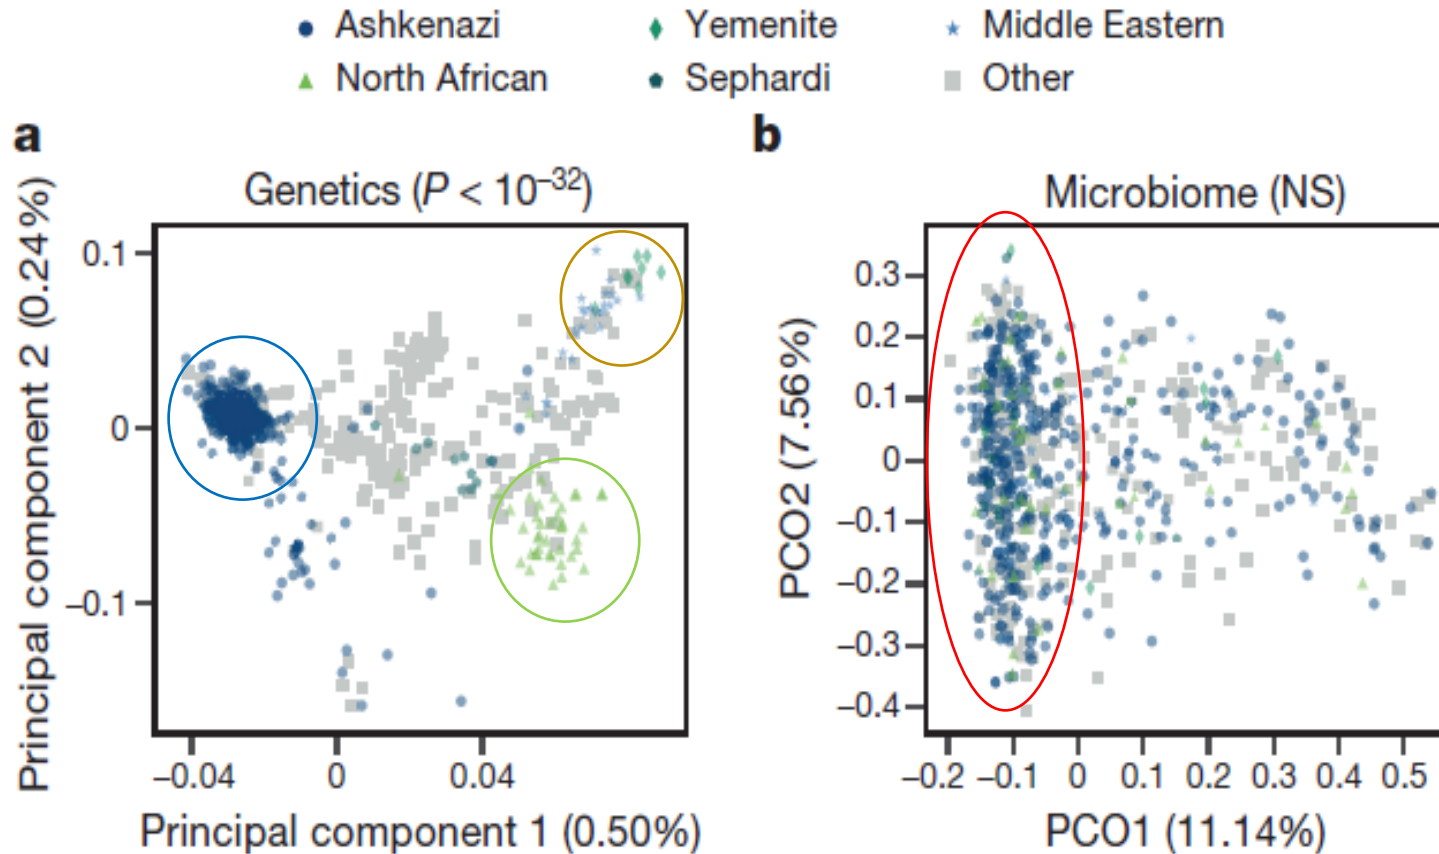 Ashkenazi Yemenite Middle Eastern
North African Sephardi Other
a
Genetics (P < 10⁻³²)
Principal component 2 (0.24%)
0.1
0
−0.1
−0.04 0 0.04
Principal component 1 (0.50%)
b
Microbiome (NS)
PCO2 (7.56%)
0.3
0.2
0.1
0
−0.1
−0.2
−0.3
−0.4
−0.2 −0.1 0 0.1 0.2 0.3 0.4 0.5
PCO1 (11.14%)